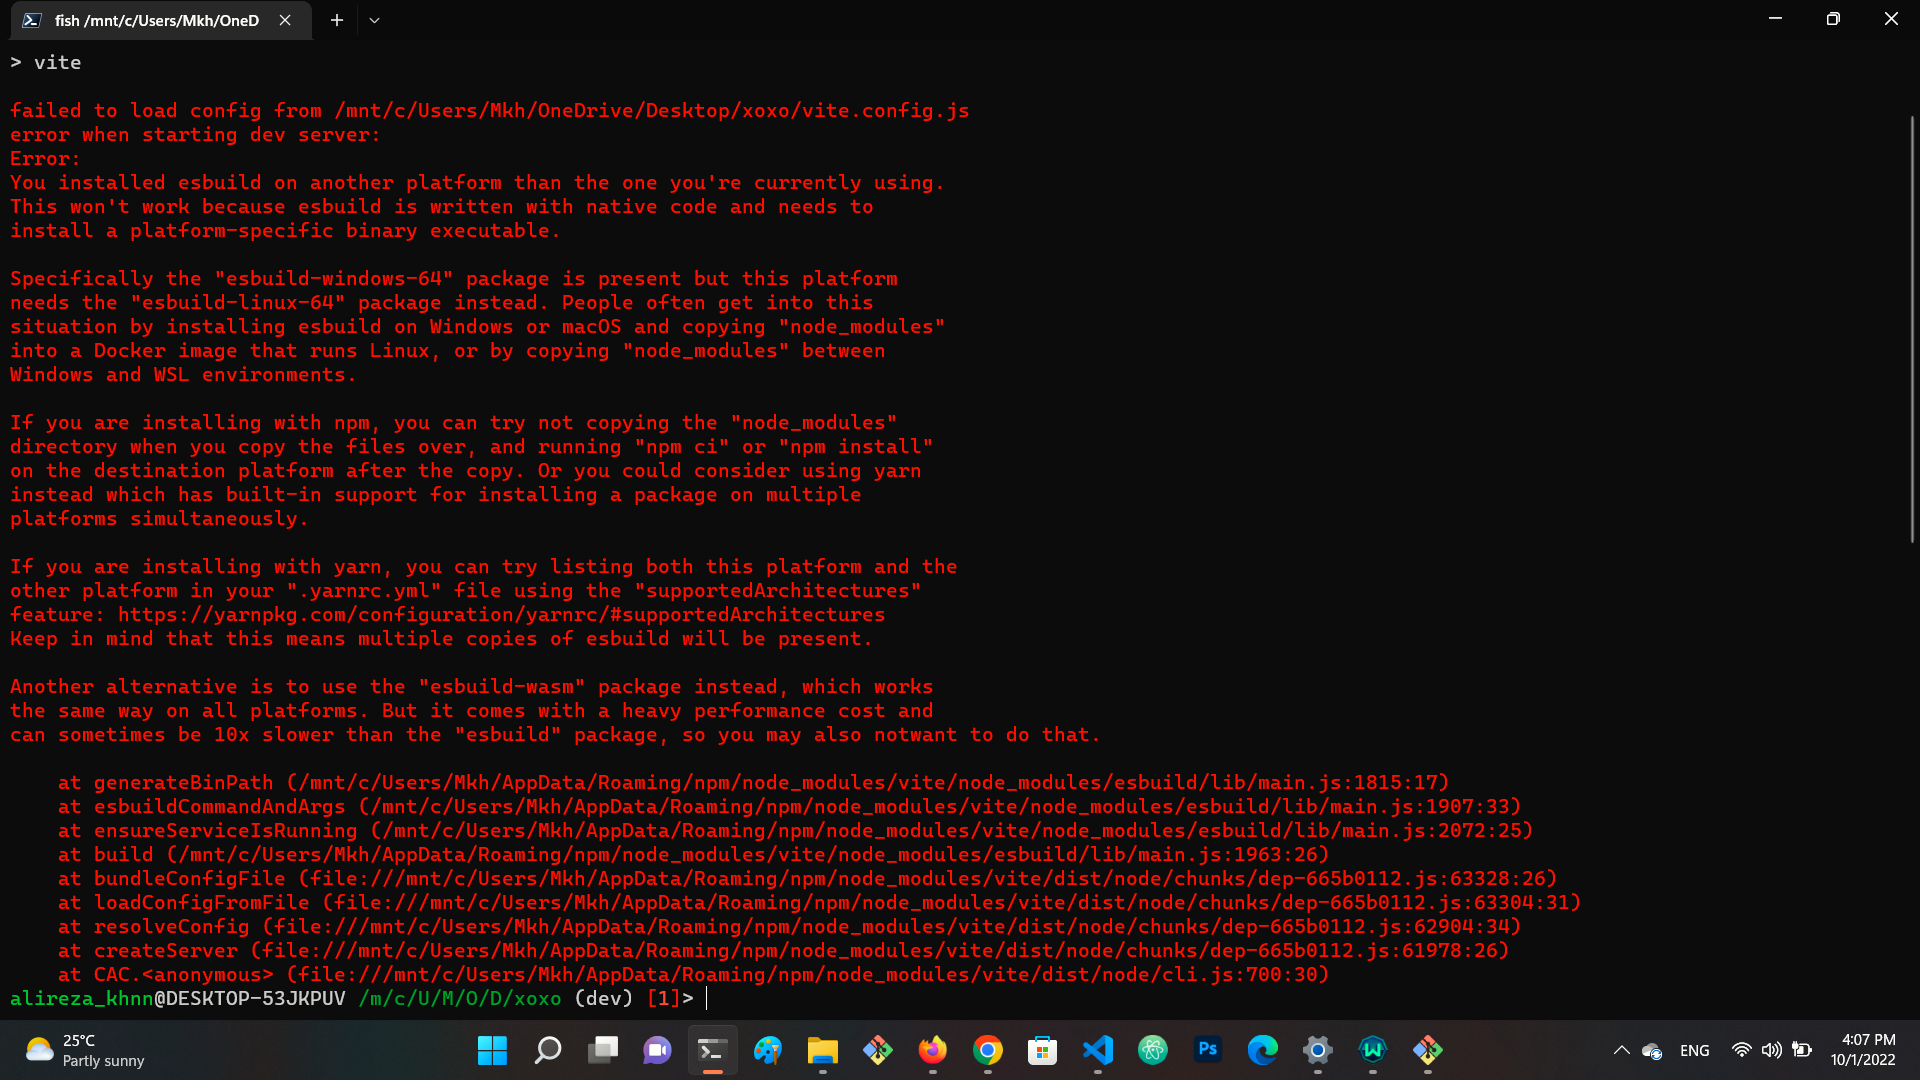 fish /mnt/c/Users/Mkh/OneD
> vite
failed to load config from /mnt/c/Users/Mkh/OneDrive/Desktop/xoxo/vite.config.js
error when starting dev server:
Error:
You installed esbuild on another platform than the one you're currently using.
This won't work because esbuild is written with native code and needs to
install a platform-specific binary executable.
Specifically the "esbuild-windows-64" package is present but this platform
needs the "esbuild-linux-64" package instead. People often get into this
situation by installing esbuild on Windows or macOS and copying "node_modules"
into a Docker image that runs Linux, or by copying "node_modules" between
Windows and WSL environments.
If you are installing with npm, you can try not copying the "node_modules"
directory when you copy the files over, and running "npm ci" or "npm install"
on the destination platform after the copy. Or you could consider using yarn
instead which has built-in support for installing a package on multiple
platforms simultaneously.
If you are installing with yarn, you can try listing both this platform and the
other platform in your ".yarnrc.yml" file using the "supportedArchitectures"
feature: https://yarnpkg.com/configuration/yarnrc/#supportedArchitectures
Keep in mind that this means multiple copies of esbuild will be present.
Another alternative is to use the "esbuild-wasm" package instead, which works
the same way on all platforms. But it comes with a heavy performance cost and
can sometimes be 10x slower than the "esbuild" package, so you may also notwant to do that.
at generateBinPath (/mnt/c/Users/Mkh/AppData/Roaming/npm/node_modules/vite/node_modules/esbuild/lib/main.js:1815:17)
at esbuildCommandAndArgs (/mnt/c/Users/Mkh/AppData/Roaming/npm/node_modules/vite/node_modules/esbuild/lib/main.js:1907:33)
at ensureServiceIsRunning (/mnt/c/Users/Mkh/AppData/Roaming/npm/node_modules/vite/node_modules/esbuild/lib/main.js:2072:25)
at build (/mnt/c/Users/Mkh/AppData/Roaming/npm/node_modules/vite/node_modules/esbuild/lib/main.js:1963:26)
at bundleConfigFile (file:///mnt/c/Users/Mkh/AppData/Roaming/npm/node_modules/vite/dist/node/chunks/dep-665b0112.js:63328:26)
at loadConfigFromFile (file:///mnt/c/Users/Mkh/AppData/Roaming/npm/node_modules/vite/dist/node/chunks/dep-665b0112.js:63304:31)
at resolveConfig (file:///mnt/c/Users/Mkh/AppData/Roaming/npm/node_modules/vite/dist/node/chunks/dep-665b0112.js:62904:34)
at createServer (file:///mnt/c/Users/Mkh/AppData/Roaming/npm/node_modules/vite/dist/node/chunks/dep-665b0112.js:61978:26)
at CAC.<anonymous> (file:///mnt/c/Users/Mkh/AppData/Roaming/npm/node_modules/vite/dist/node/cli.js:700:30)
alireza_khnn@DESKTOP-53JKPUV /m/c/U/M/O/D/xoxo (dev) [1]>
25°C
Partly sunny
Ps
W
ENG
4:07 PM
10/1/2022